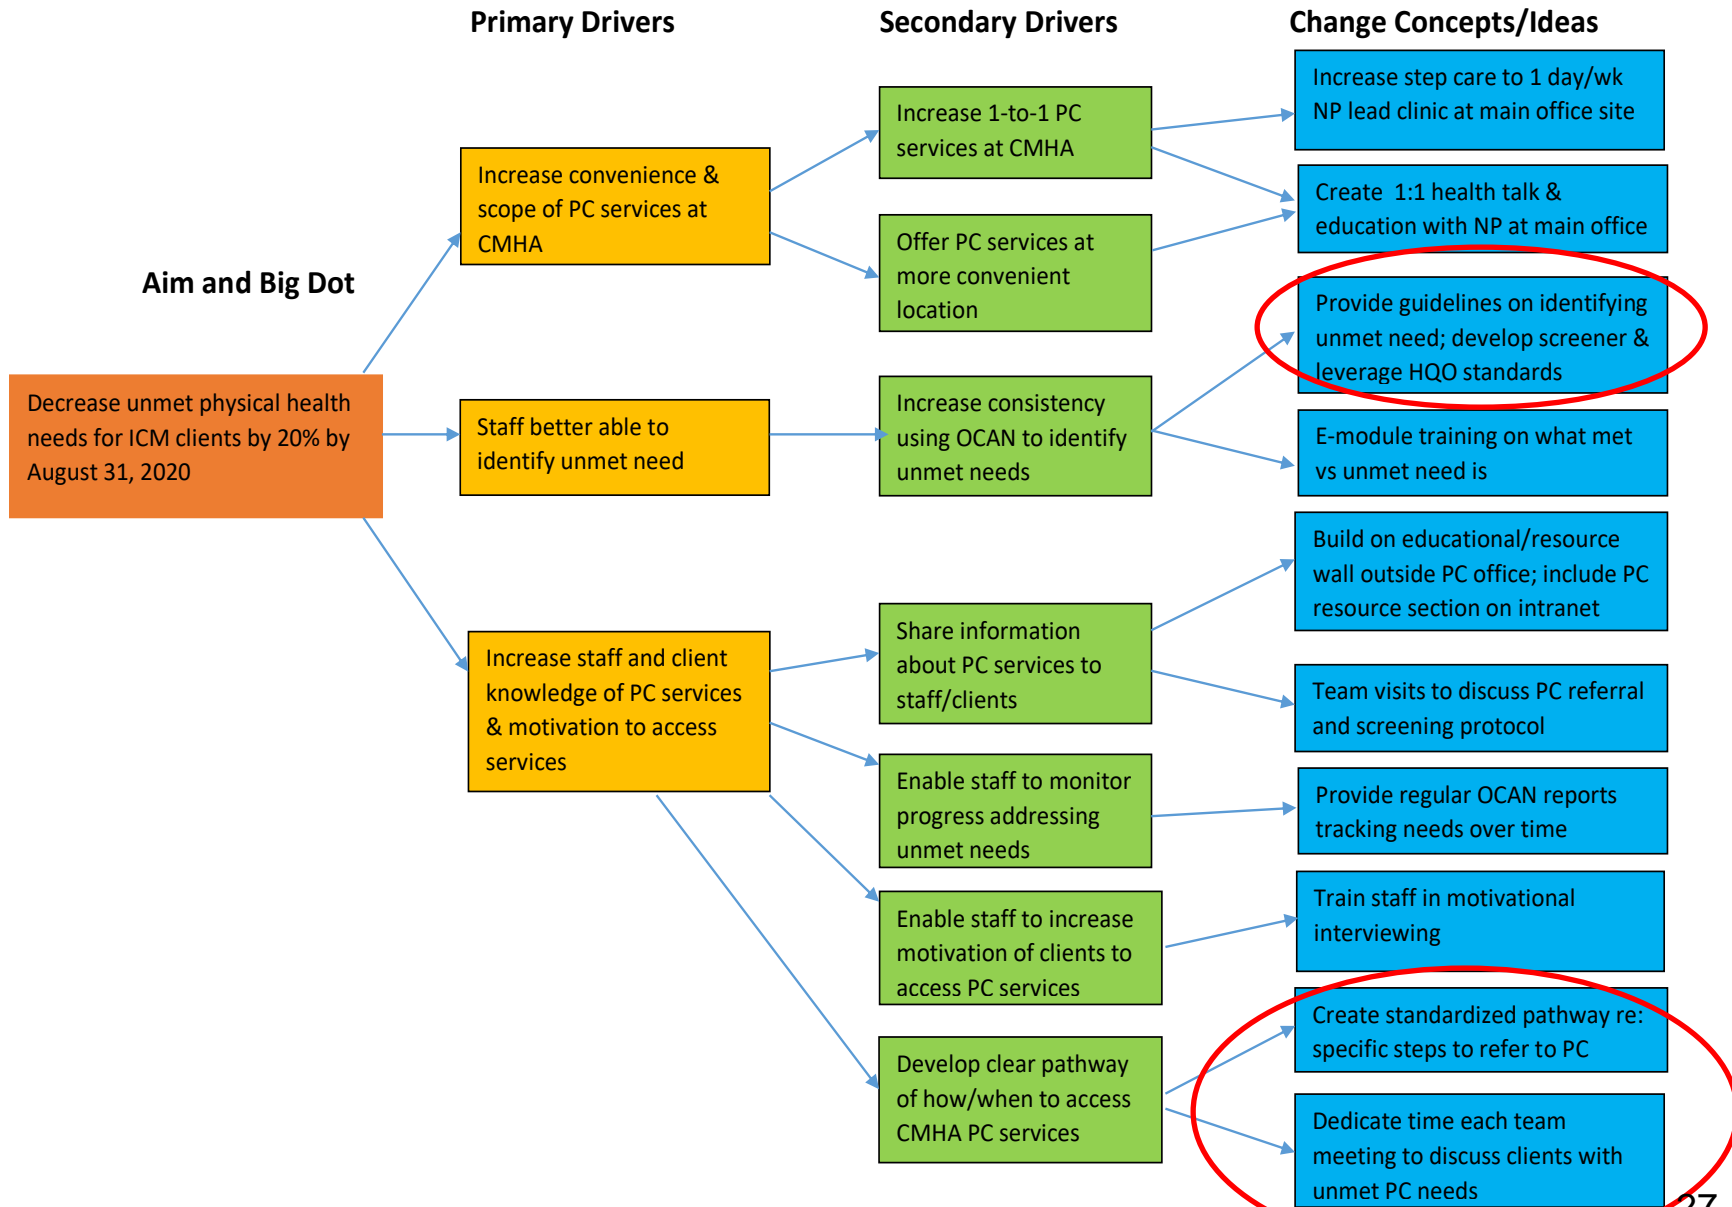 Primary Drivers
Secondary Drivers
Change Concepts/Ideas
Aim and Big Dot
Decrease unmet physical health
needs for ICM clients by 20% by
August 31, 2020
Increase convenience &
scope of PC services at
CMHA
Staff better able to
identify unmet need
Increase staff and client
knowledge of PC services
& motivation to access
services
Increase 1-to-1 PC
services at CMHA
Offer PC services at
more convenient
location
Increase consistency
using OCAN to identify
unmet needs
Share information
about PC services to
staff/clients
Enable staff to monitor
progress addressing
unmet needs
Enable staff to increase
motivation of clients to
access PC services
Develop clear pathway
of how/when to access
CMHA PC services
Increase step care to 1 day/wk
NP lead clinic at main office site
Create 1:1 health talk &
education with NP at main office
Provide guidelines on identifying
unmet need; develop screener &
leverage HQO standards
E-module training on what met
vs unmet need is
Build on educational/resource
wall outside PC office; include PC
resource section on intranet
Team visits to discuss PC referral
and screening protocol
Provide regular OCAN reports
tracking needs over time
Train staff in motivational
interviewing
Create standardized pathway re:
specific steps to refer to PC
Dedicate time each team
meeting to discuss clients with
unmet PC needs
27